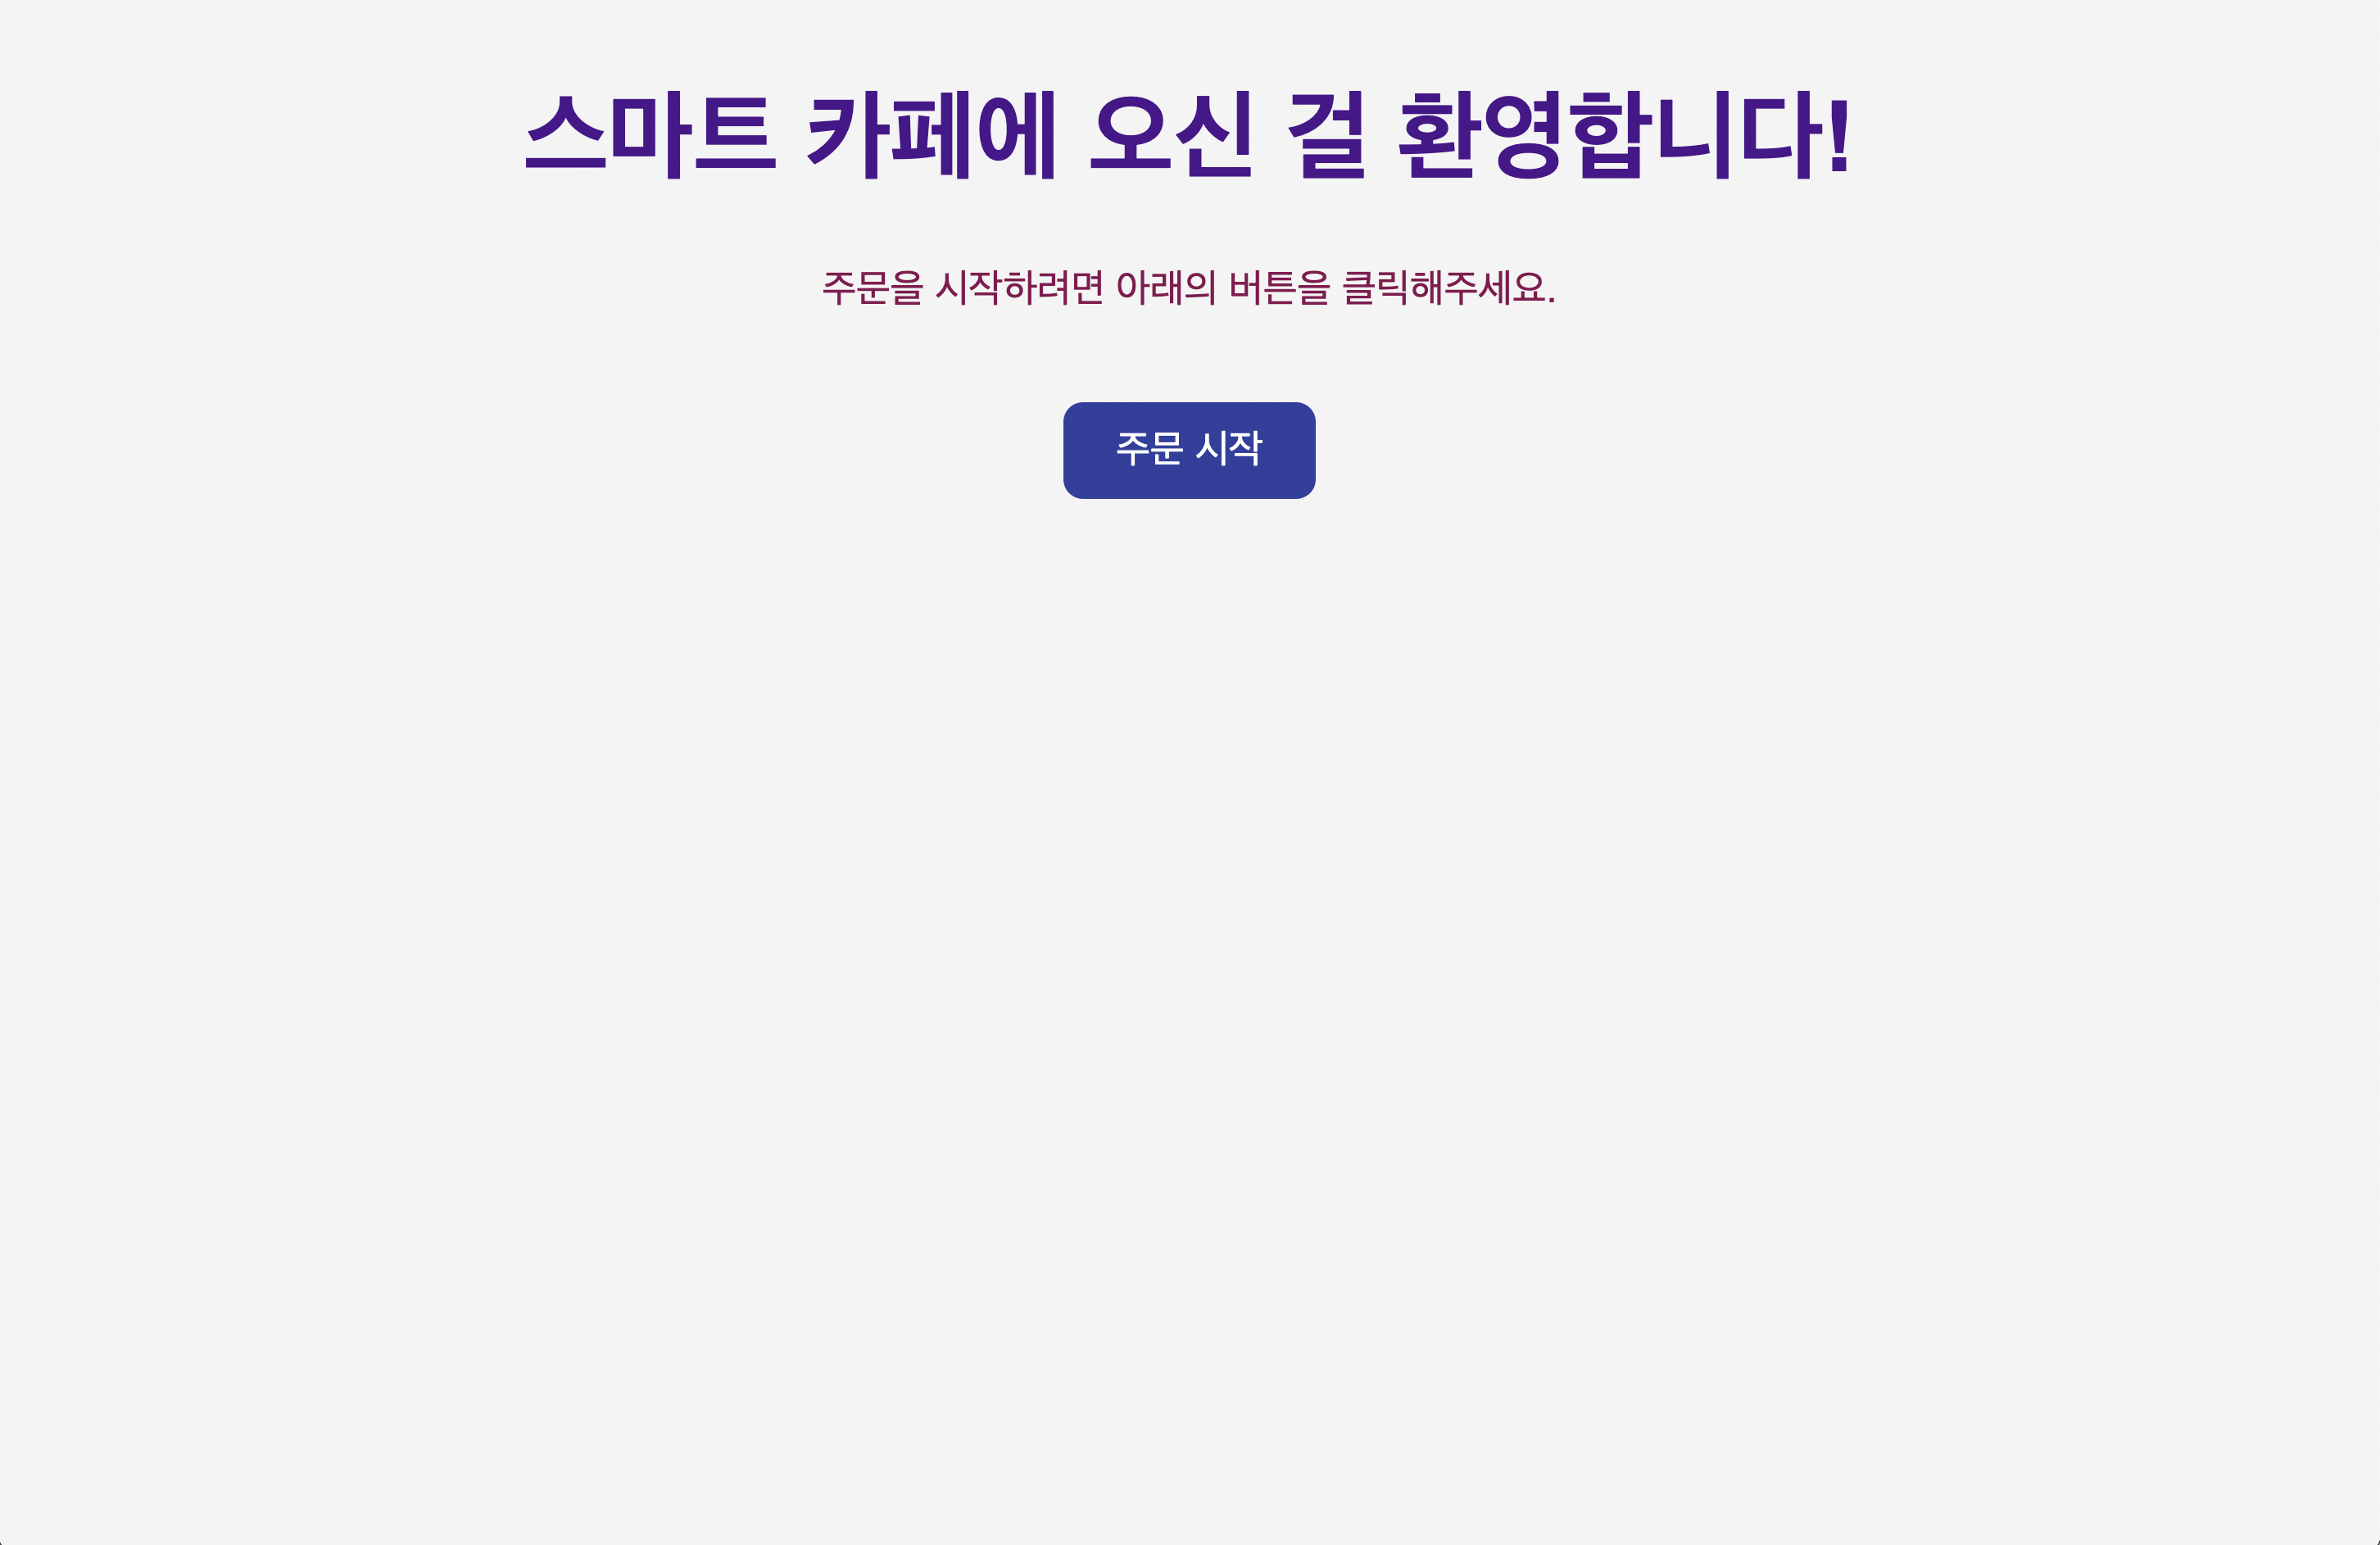 스마트 카페에 오신 걸 환영합니다!
주문을 시작하려면 아래의 버튼을 클릭해주세요.
주문 시작